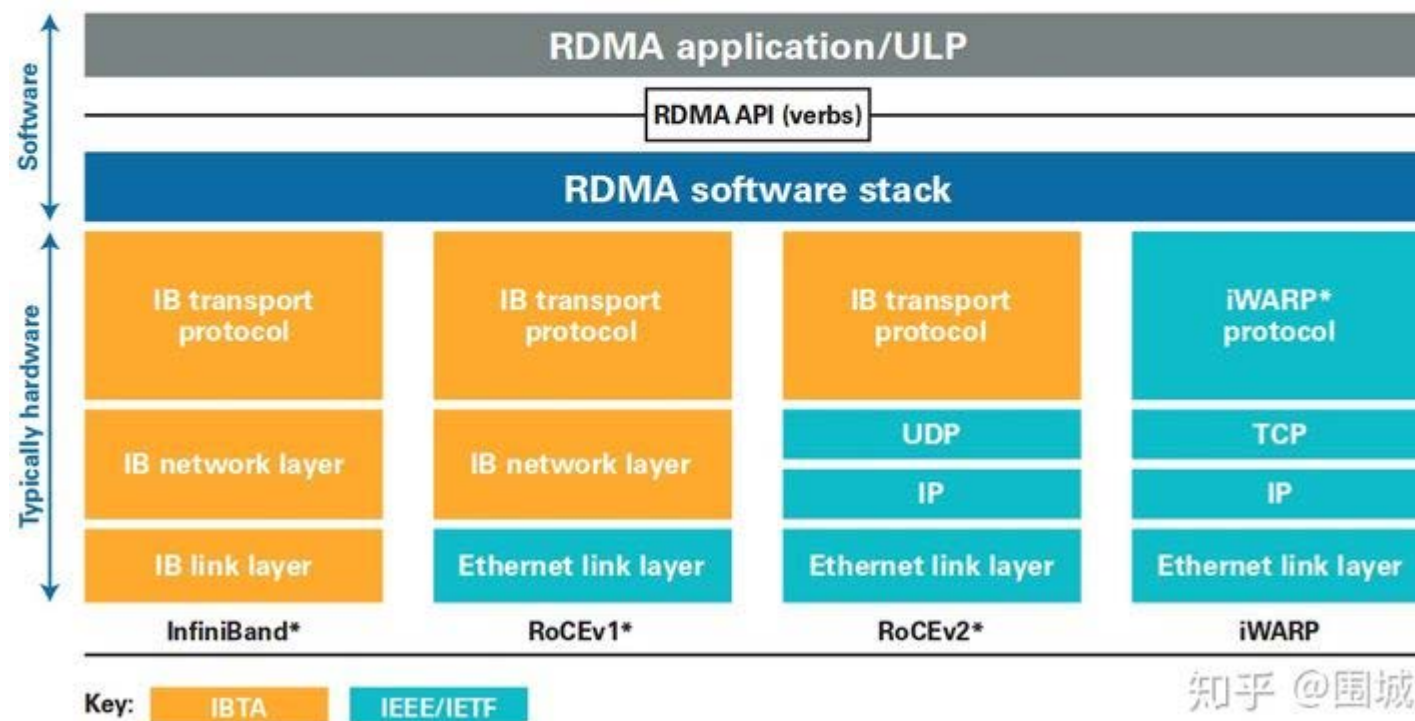 RDMA application/ULP
RDMA API (verbs)
RDMA software stack
Software
Typically hardware
IB transport
protocol
IB transport
protocol
IB transport
protocol
iWARP*
protocol
IB network layer
IB network layer
UDP
TCP
IP
IP
IB link layer
Ethernet link layer
Ethernet link layer
Ethernet link layer
InfiniBand*
RoCEv1*
RoCEv2*
iWARP
Key:
IBTA
IEEE/IETF
知乎 @围城